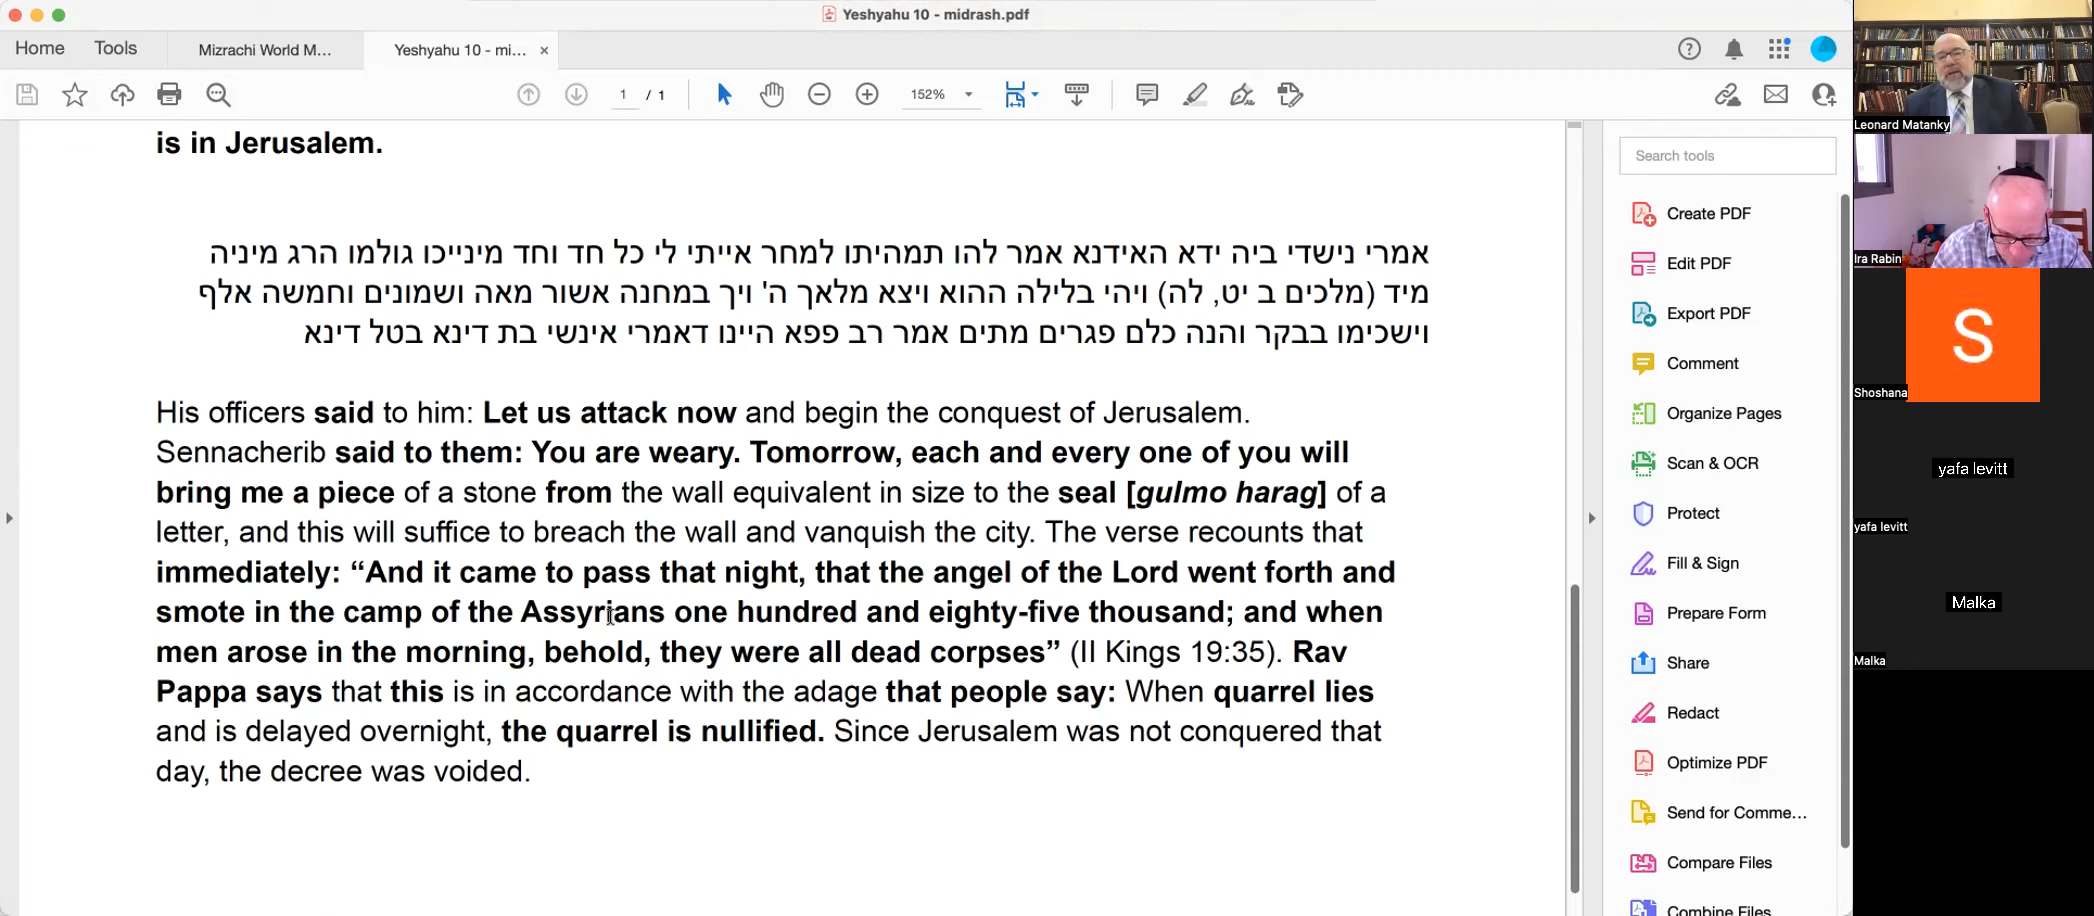 Yeshyahu 10 - midrash.pdf
Home
Tools
Mizrachi World M...
Yeshyahu 10 - mi...
1 / 1
152%
is in Jerusalem.
אמרי נישדי ביה ידא האידנא אמר להו תמהיתו למחר אייתי לי כל חד וחד מינייכו גולמו הרג מיניה
מיד (מלכים ב יט, לה) ויהי בלילה ההוא ויצא מלאך ה' ויך במחנה אשור מאה ושמונים וחמשה אלף
וישכימו בבקר והנה כלם פגרים מתים אמר רב פפא היינו דאמרי אינשי בת דינא בטל דינא
His officers said to him: Let us attack now and begin the conquest of Jerusalem.
Sennacherib said to them: You are weary. Tomorrow, each and every one of you will
bring me a piece of a stone from the wall equivalent in size to the seal [gulmo harag] of a
letter, and this will suffice to breach the wall and vanquish the city. The verse recounts that
immediately: “And it came to pass that night, that the angel of the Lord went forth and
smote in the camp of the Assyrians one hundred and eighty-five thousand; and when
men arose in the morning, behold, they were all dead corpses” (II Kings 19:35). Rav
Pappa says that this is in accordance with the adage that people say: When quarrel lies
and is delayed overnight, the quarrel is nullified. Since Jerusalem was not conquered that
day, the decree was voided.
Search tools
Create PDF
Edit PDF
Export PDF
Comment
Organize Pages
Scan & OCR
Protect
Fill & Sign
Prepare Form
Share
Redact
Optimize PDF
Send for Comme...
Compare Files
Combine Files
Leonard Matanky
Ira Rabin
S
Shoshana
yafa levitt
yafa levitt
Malka
Malka